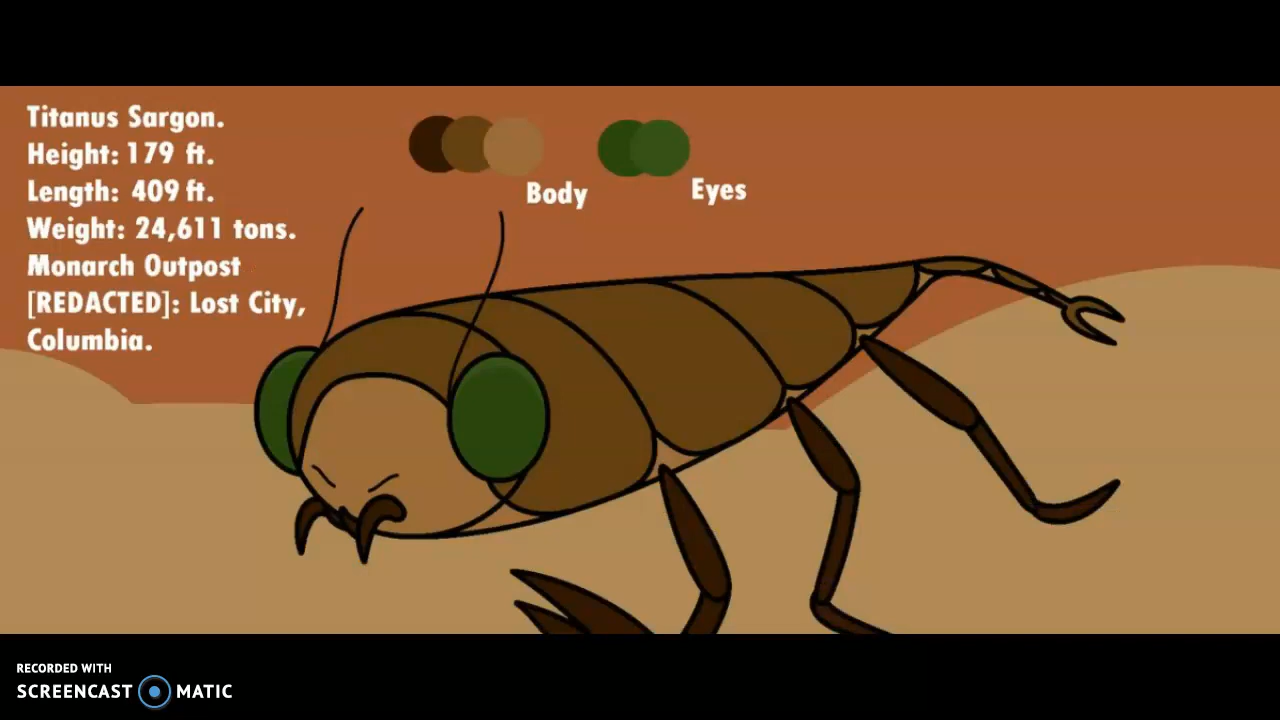 Titanus Sargon.
Height: 179 ft.
Length: 409 ft.
Weight: 24,611 tons.
Monarch Outpost
[REDACTED]: Lost City,
Columbia.
Body
Eyes
RECORDED WITH
SCREENCAST MATIC